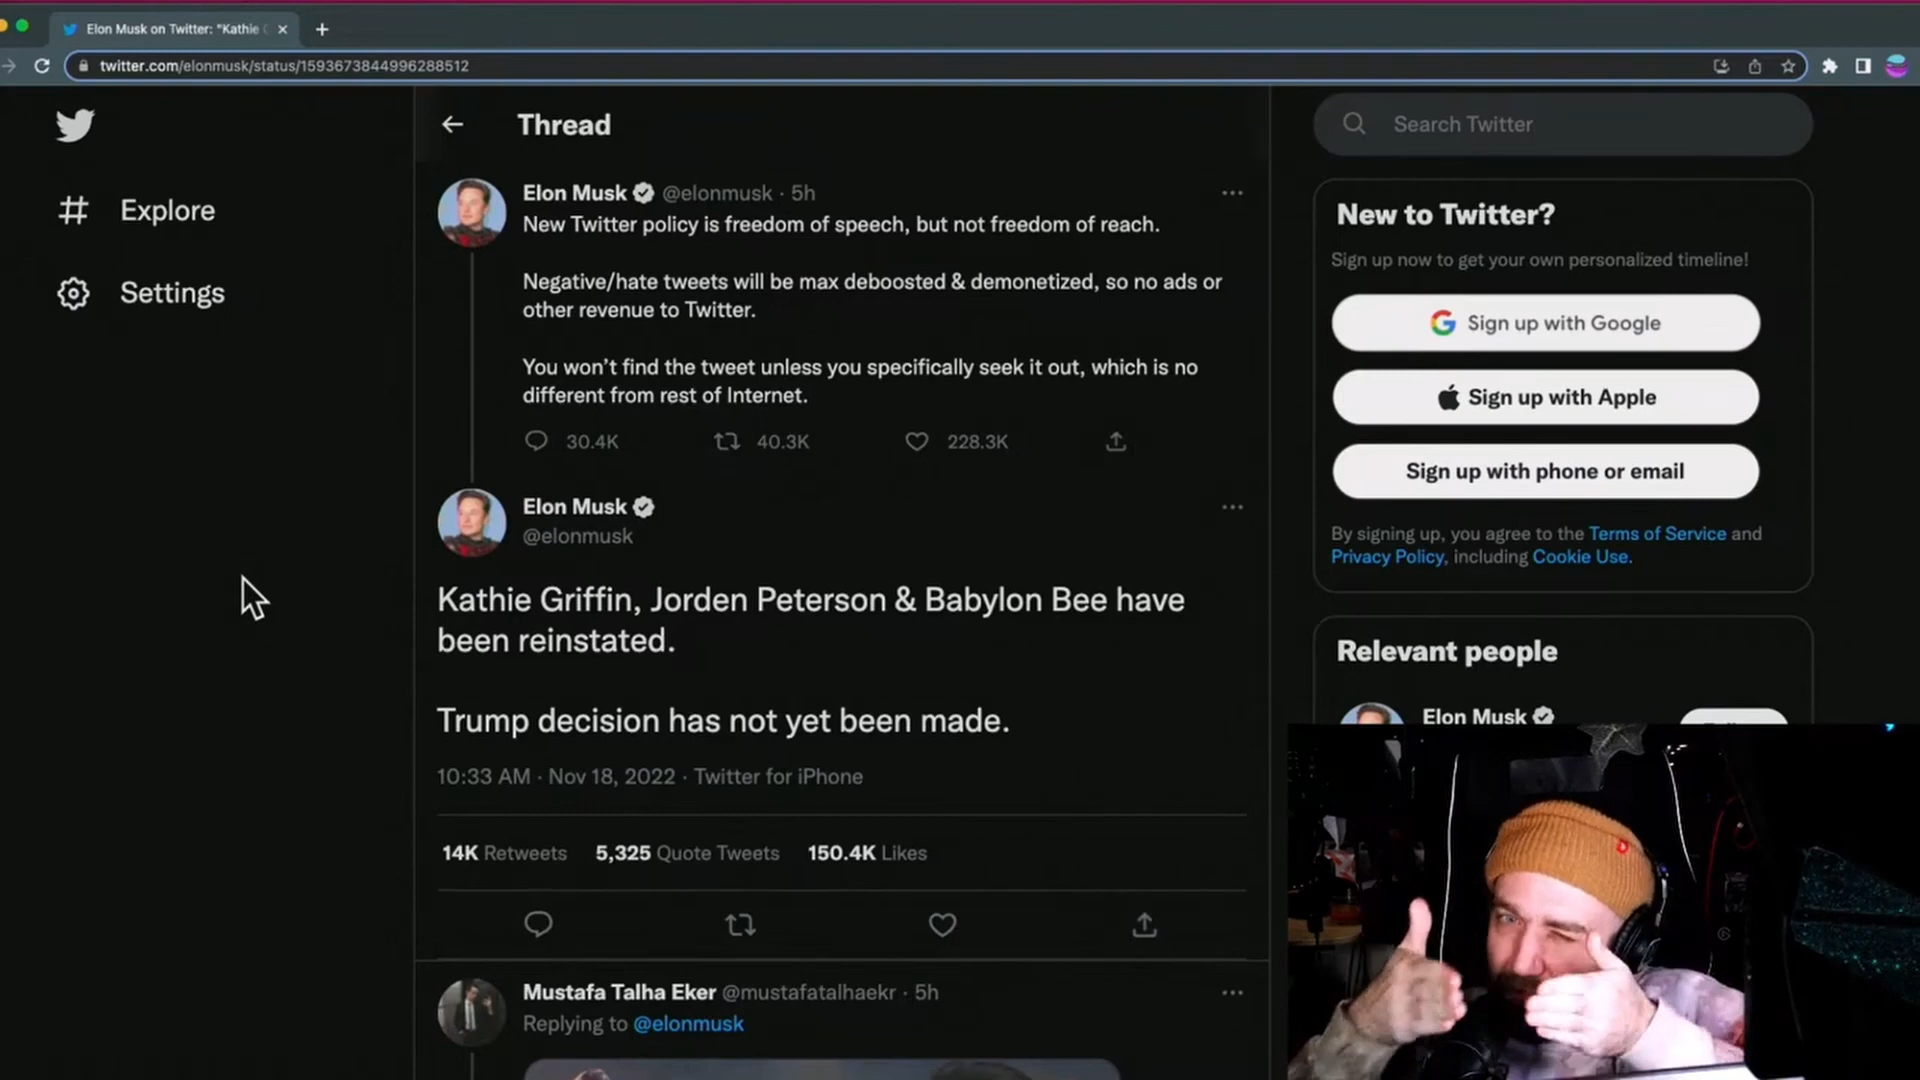 Elon Musk on Twitter: "Kathie
twitter.com/elonmusk/status/1593673844996288512
Explore
Settings
Thread
Elon Musk @elonmusk · 5h
New Twitter policy is freedom of speech, but not freedom of reach.
Negative/hate tweets will be max deboosted & demonetized, so no ads or
other revenue to Twitter.
You won't find the tweet unless you specifically seek it out, which is no
different from rest of Internet.
30.4K 40.3K 228.3K
Elon Musk
@elonmusk
Kathie Griffin, Jorden Peterson & Babylon Bee have
been reinstated.
Trump decision has not yet been made.
10:33 AM · Nov 18, 2022 · Twitter for iPhone
14K Retweets 5,325 Quote Tweets 150.4K Likes
Mustafa Talha Eker @mustafatalhaekr · 5h
Replying to @elonmusk
Search Twitter
New to Twitter?
Sign up now to get your own personalized timeline!
Sign up with Google
Sign up with Apple
Sign up with phone or email
By signing up, you agree to the Terms of Service and
Privacy Policy, including Cookie Use.
Relevant people
Elon Musk